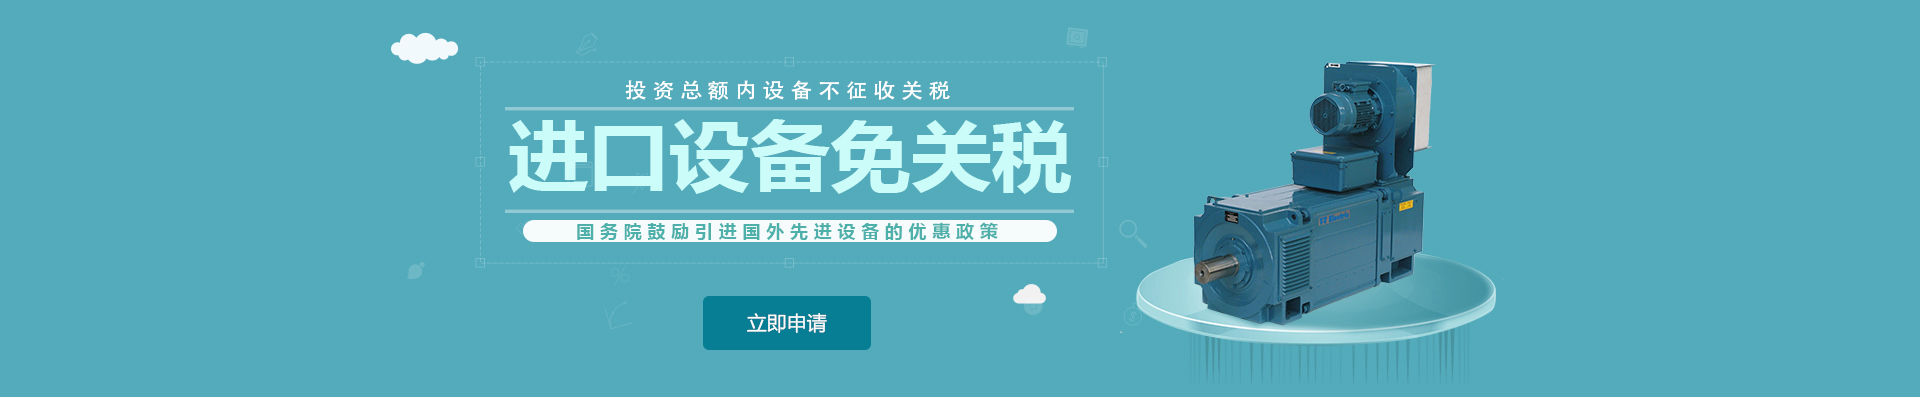 投资总额内设备不征收关税
进口设备免关税
国务院鼓励引进国外先进设备的优惠政策
立即申请